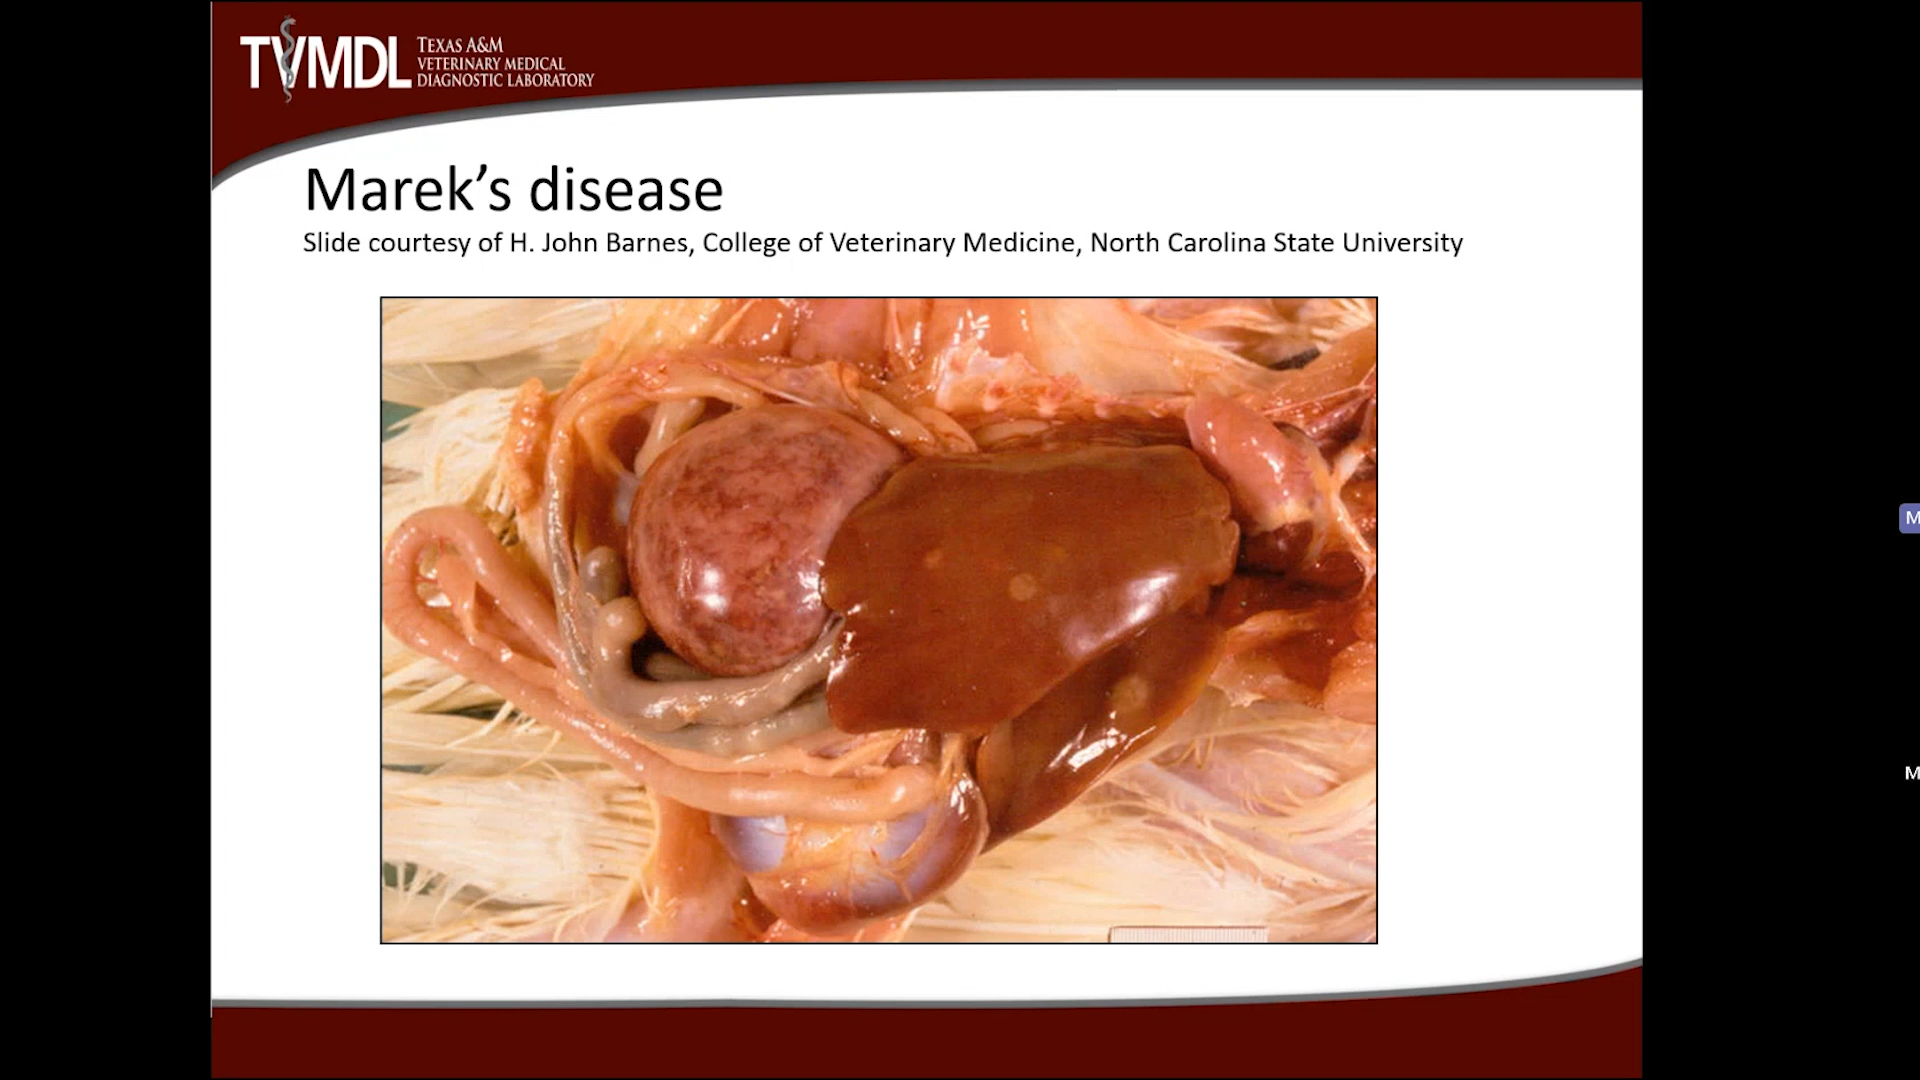 TVMDL
TEXAS A&M
VETERINARY MEDICAL
DIAGNOSTIC LABORATORY
Marek's disease
Slide courtesy of H. John Barnes, College of Veterinary Medicine, North Carolina State University
M
M